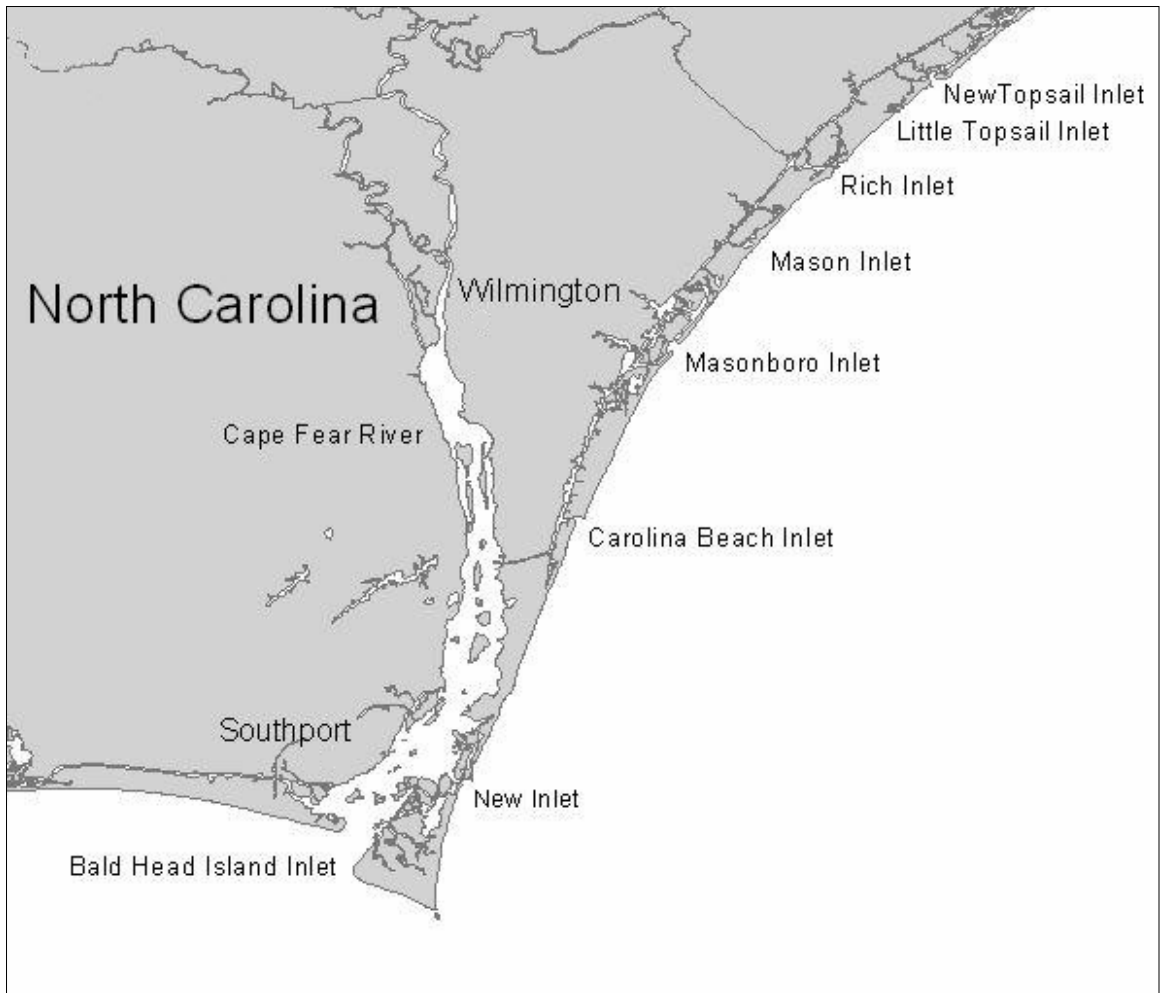 NewTopsail Inlet
Little Topsail Inlet
Rich Inlet
Mason Inlet
Wilmington
North Carolina
Masonboro Inlet
Cape Fear River
Carolina Beach Inlet
Southport
New Inlet
Bald Head Island Inlet